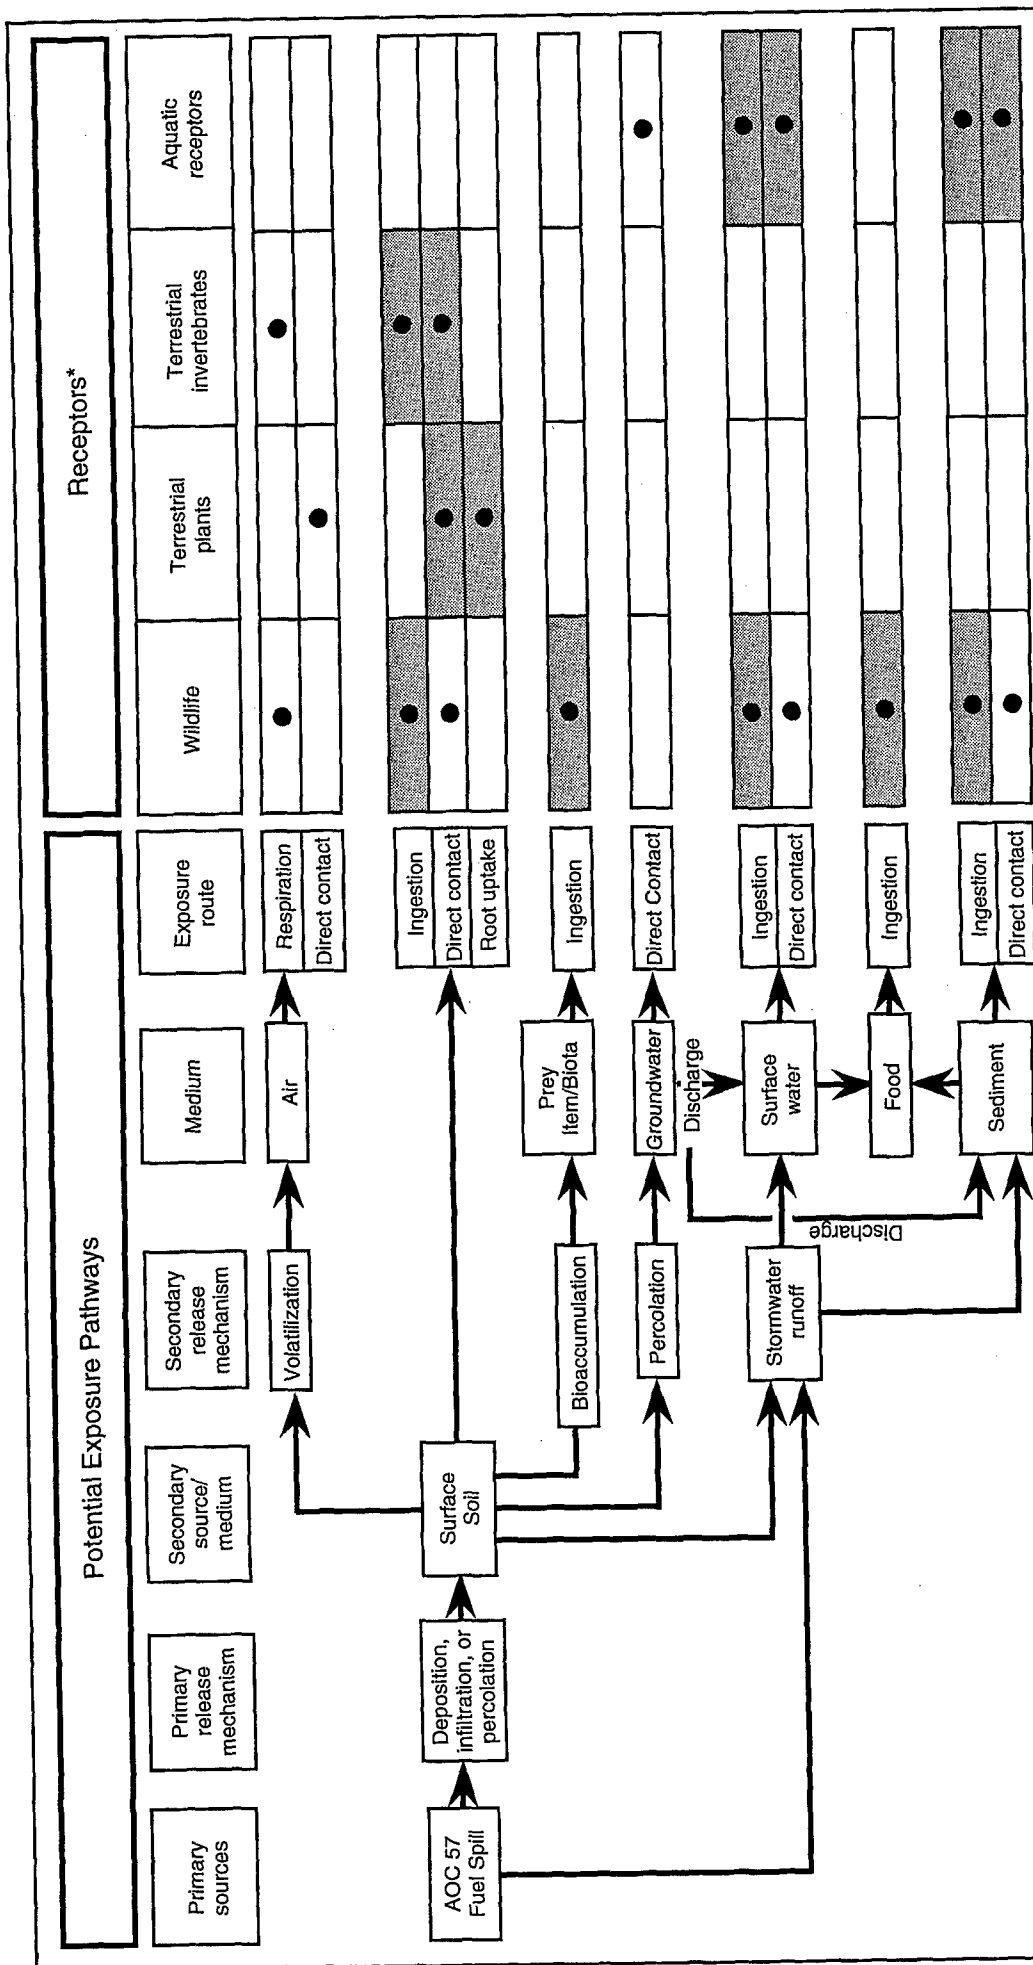 Potential Exposure Pathways
Receptors*
Primary
sources
Primary
release
mechanism
Secondary
source/
medium
Secondary
release
mechanism
Medium
Exposure
route
Wildlife
Terrestrial
plants
Terrestrial
invertebrates
Aquatic
receptors
Volatilization
Air
Respiration
Direct contact
AOC 57
Fuel Spill
Deposition,
infiltration, or
percolation
Surface
Soil
Ingestion
Direct contact
Root uptake
Bioaccumulation
Prey
Item/Biota
Ingestion
Percolation
Groundwater
Direct Contact
Discharge
Stormwater
runoff
Surface
water
Ingestion
Direct contact
Discharge
Food
Ingestion
Sediment
Ingestion
Direct contact